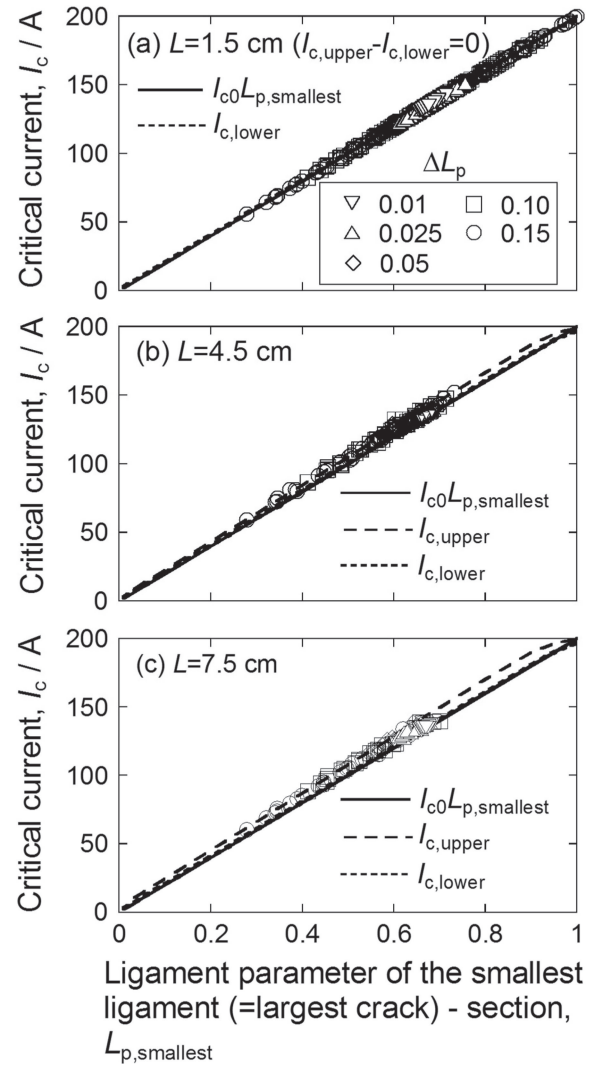 200
(a) L=1.5 cm (Ic,upper-Ic,lower=0)
150
Ic0Lp,smallest
Ic,lower
100
ΔLp
0.01 0.10
0.025 0.15
0.05
50
0
Critical current, Ic / A
200
(b) L=4.5 cm
150
100
Ic0Lp,smallest
Ic,upper
Ic,lower
50
0
Critical current, Ic / A
200
(c) L=7.5 cm
150
100
Ic0Lp,smallest
Ic,upper
Ic,lower
50
0
Critical current, Ic / A
0 0.2 0.4 0.6 0.8 1
Ligament parameter of the smallest
ligament (=largest crack) - section,
Lp,smallest